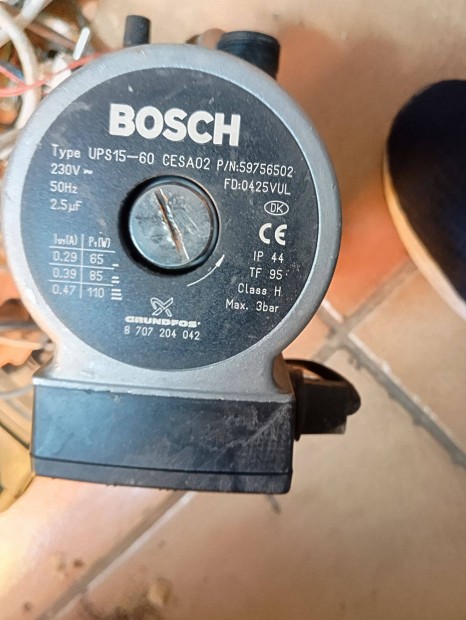 BOSCH
Type UPS15-60 CESA02 P/N:59756502
230V~ FD:0425VUL
50Hz
2.5µF DK
CE
I1/1(A) P1(W) IP 44
0.29 65 TF 95
0.39 85 Class H
0.47 110 Max. 3bar
GRUNDFOS
8 707 204 042